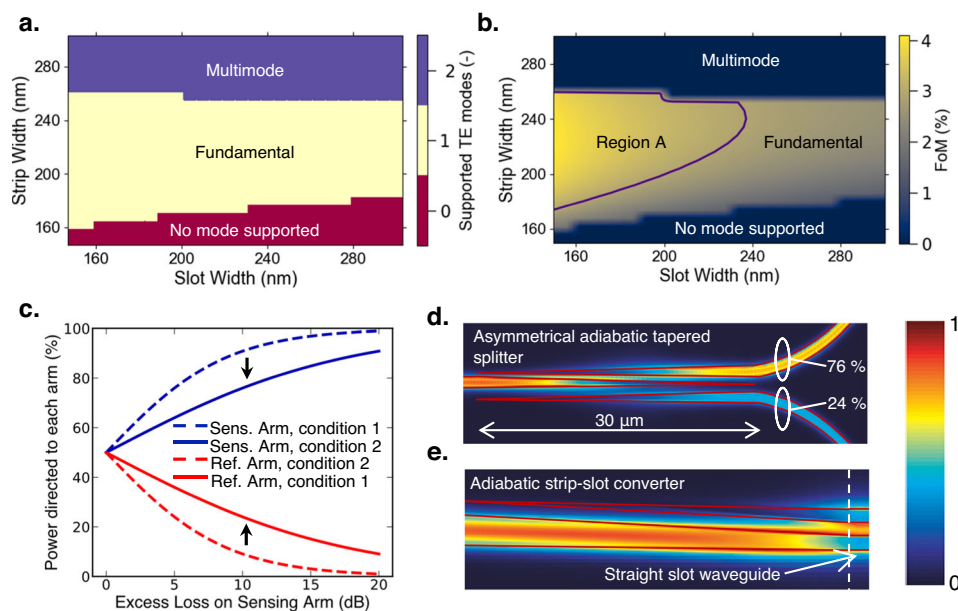 a.
Strip Width (nm)
280
240
200
160
Multimode
Fundamental
No mode supported
160
200
240
280
Slot Width (nm)
2
1
0
Supported TE modes (-)
b.
Strip Width (nm)
280
240
200
160
Multimode
Region A
Fundamental
No mode supported
160
200
240
280
Slot Width (nm)
4
3
2
1
0
FoM (%)
c.
Power directed to each arm (%)
100
80
60
40
20
0
Sens. Arm, condition 1
Sens. Arm, condition 2
Ref. Arm, condition 2
Ref. Arm, condition 1
0
5
10
15
20
Excess Loss on Sensing Arm (dB)
d.
Asymmetrical adiabatic tapered
splitter
76 %
24 %
30 µm
e.
Adiabatic strip-slot converter
Straight slot waveguide
1
0